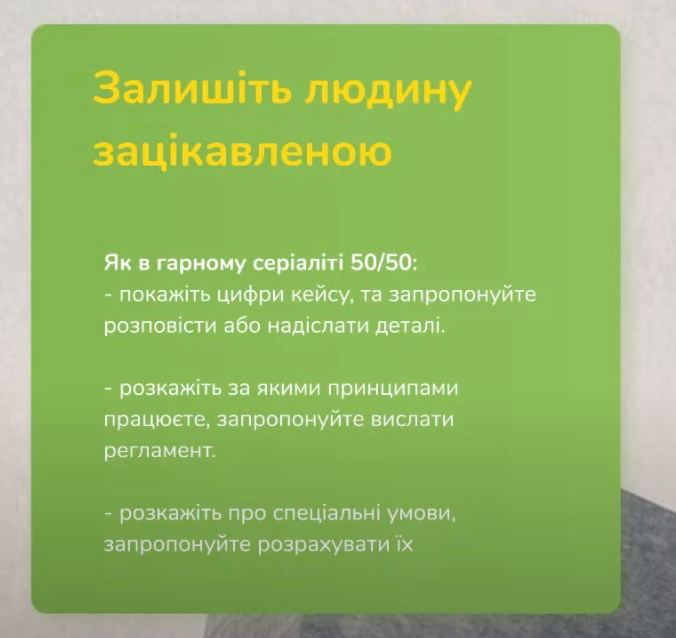 Залишіть людину
зацікавленою
Як в гарному серіаліті 50/50:
- покажіть цифри кейсу, та запропонуйте
розповісти або надіслати деталі.
- розкажіть за якими принципами
працюєте, запропонуйте вислати
регламент.
- розкажіть про спеціальні умови,
запропонуйте розрахувати їх